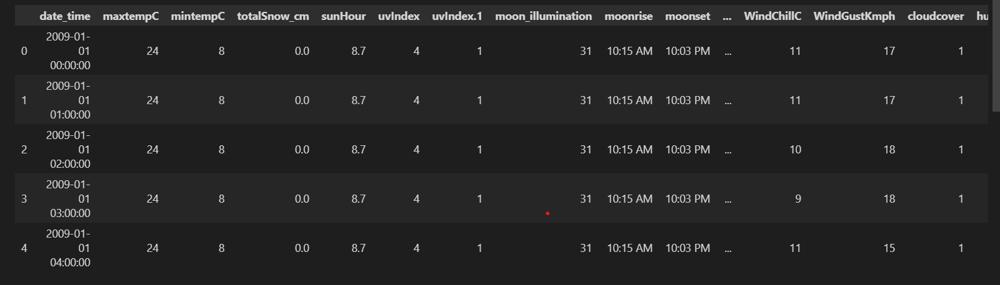 date_time maxtempC mintempC totalSnow_cm sunHour uvIndex uvIndex.1 moon_illumination moonrise moonset ... WindChillC WindGustKmph cloudcover hu
2009-01-
0 01 24 8 0.0 8.7 4 1 31 10:15 AM 10:03 PM ... 11 17 1
00:00:00
2009-01-
1 01 24 8 0.0 8.7 4 1 31 10:15 AM 10:03 PM ... 11 17 1
01:00:00
2009-01-
2 01 24 8 0.0 8.7 4 1 31 10:15 AM 10:03 PM ... 10 18 1
02:00:00
2009-01-
3 01 24 8 0.0 8.7 4 1 31 10:15 AM 10:03 PM ... 9 18 1
03:00:00
2009-01-
4 01 24 8 0.0 8.7 4 1 31 10:15 AM 10:03 PM ... 11 15 1
04:00:00